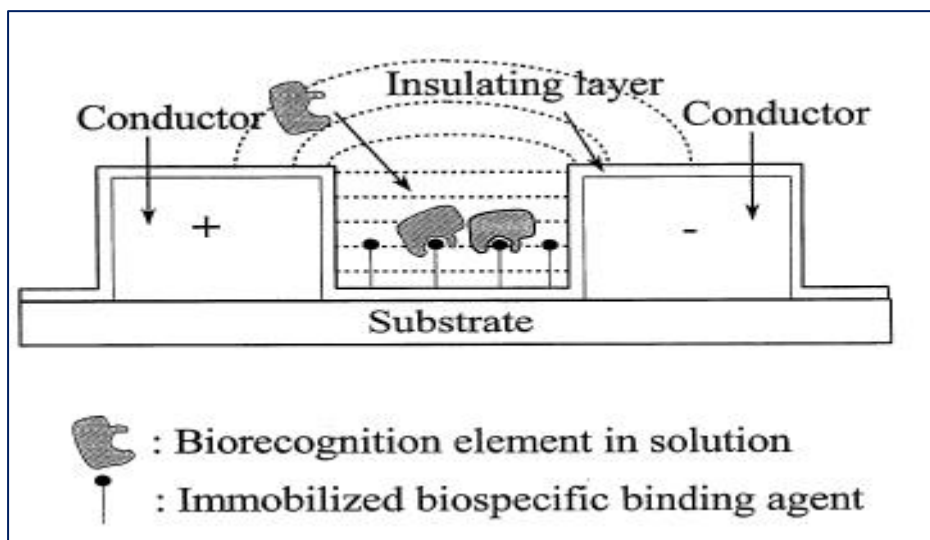 Insulating layer
Conductor
Conductor
+
-
Substrate
: Biorecognition element in solution
: Immobilized biospecific binding agent